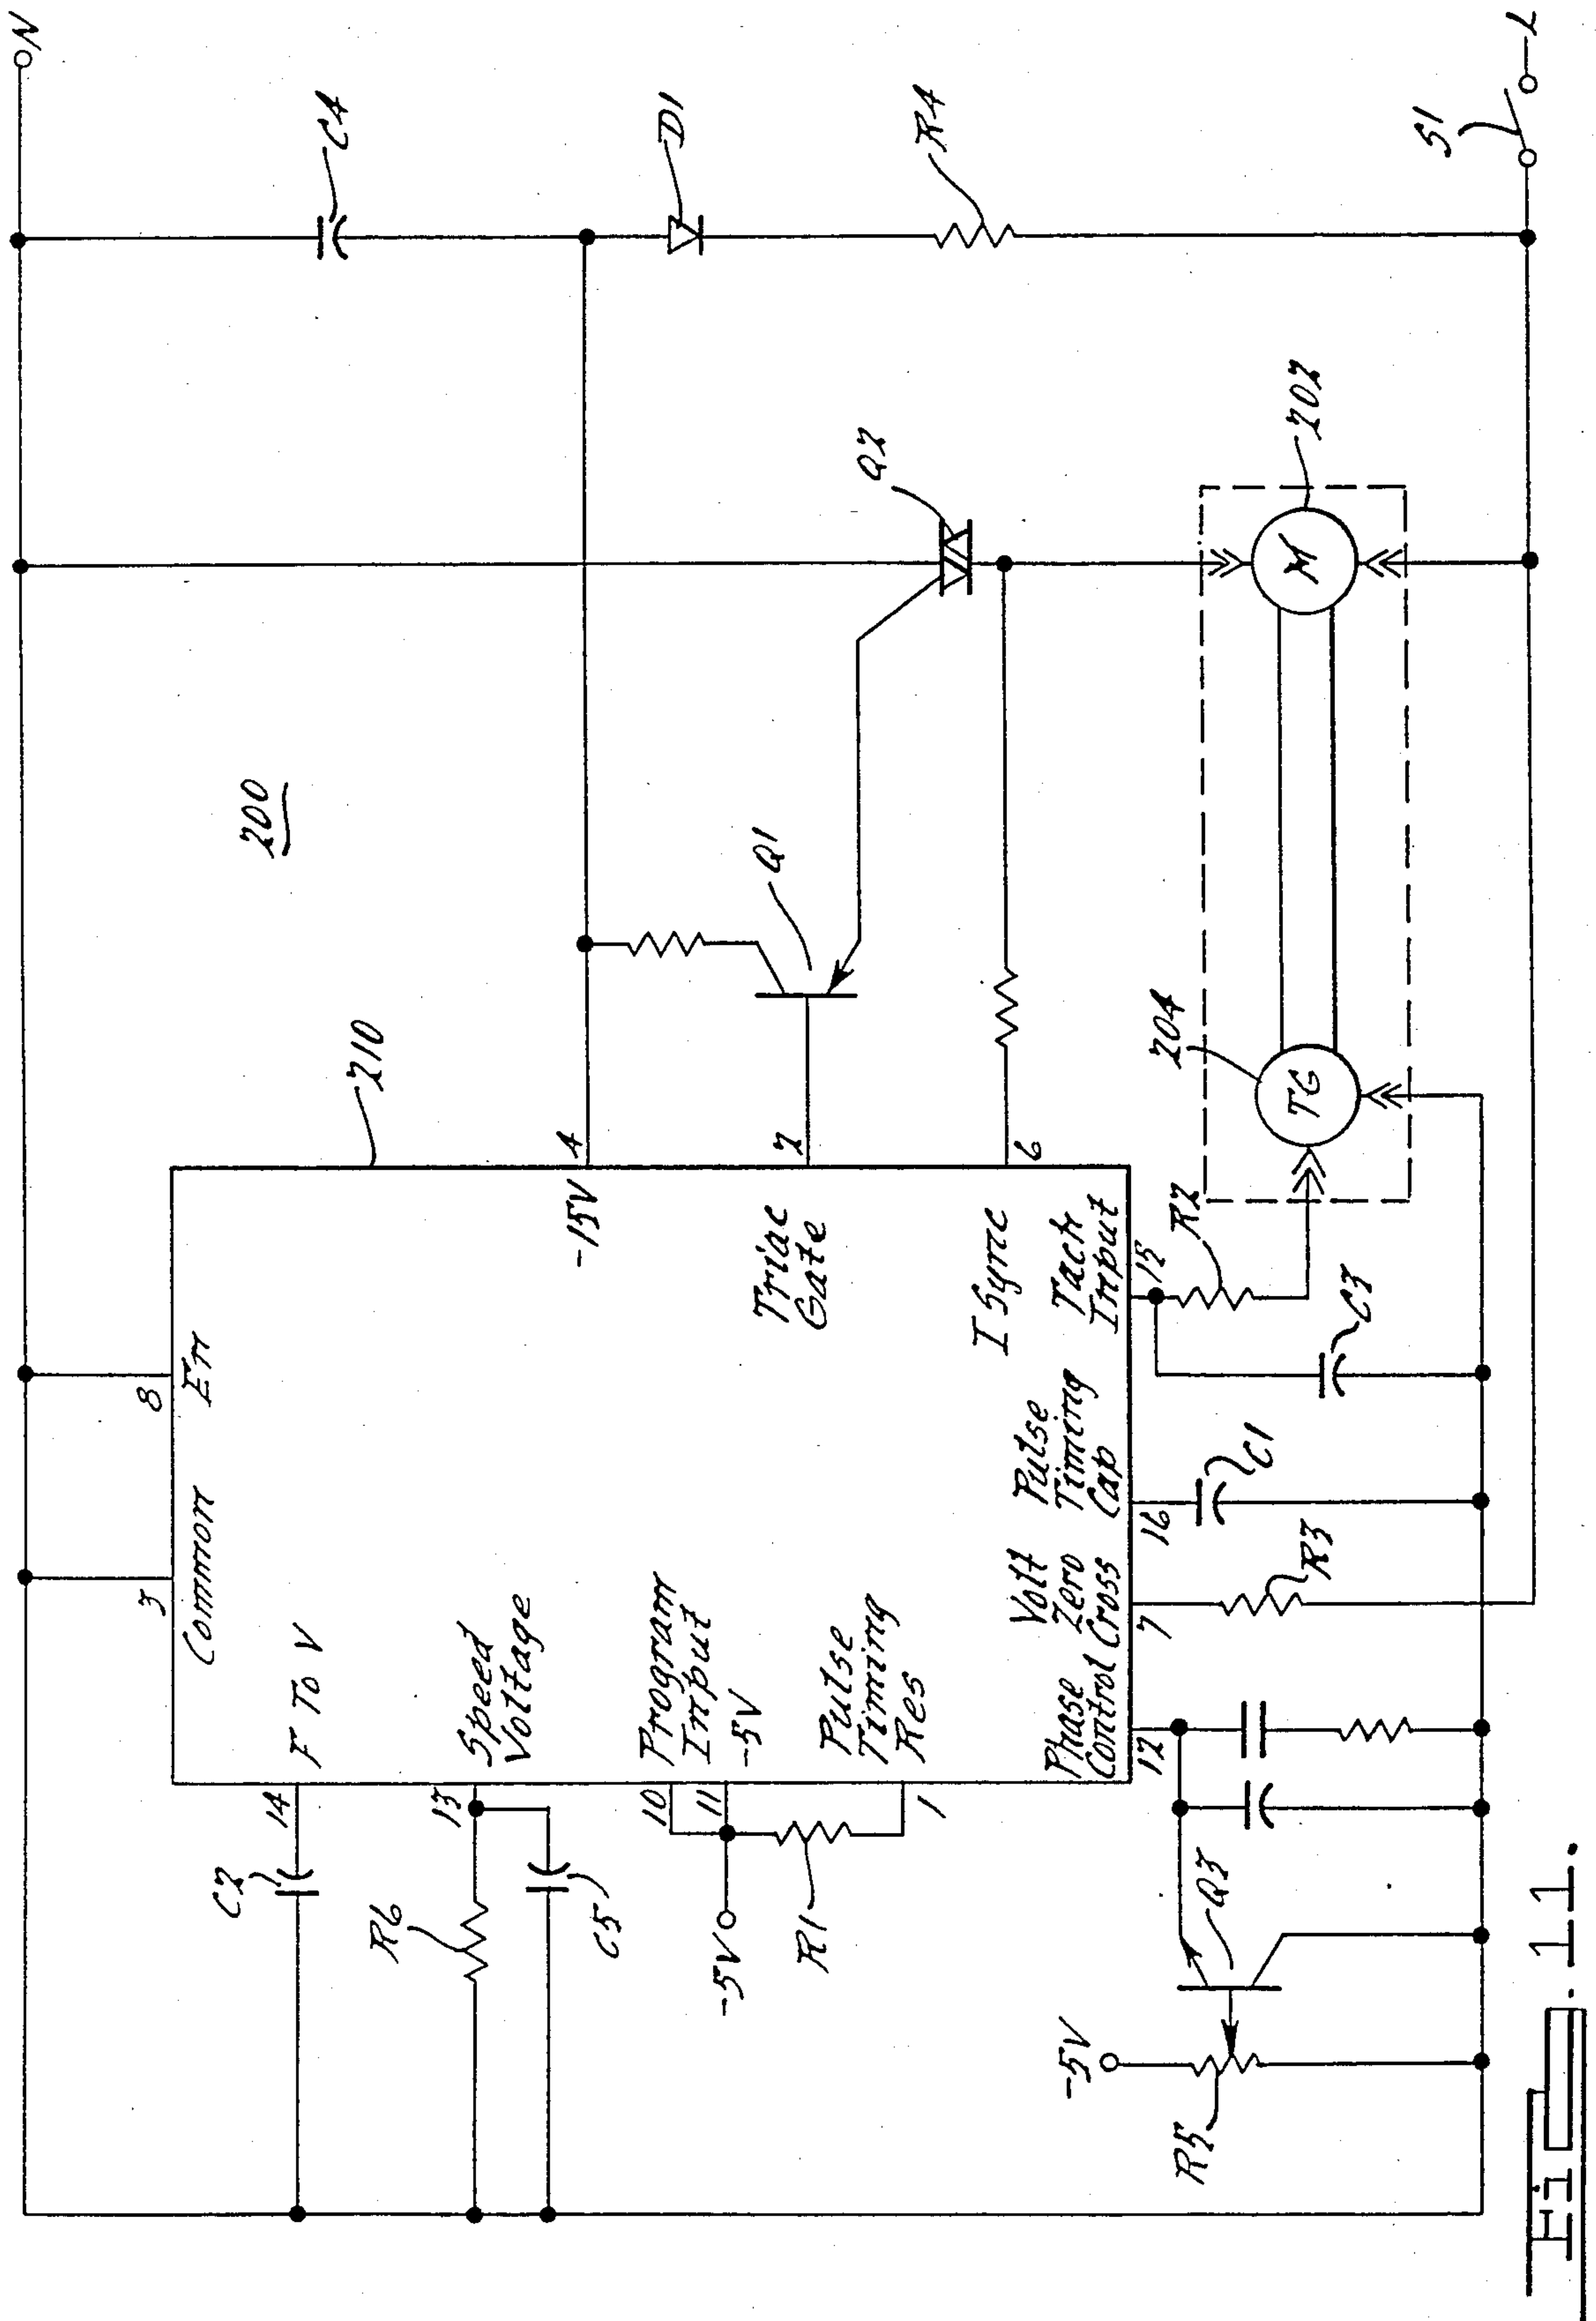 N
C4
D1
R4
S1
L
200
Q2
202
Q1
204
TG
M
210
3
8
Common
En
-15V
4
F To V
14
C2
Speed
Voltage
13
R6
C5
Triac
Gate
2
Program
Input
-5V
10
11
-5V
R1
Pulse
Timing
Res
1
I Sync
6
Phase
Control
12
Volt
Zero
Cross
7
R3
Pulse
Timing
Cap
16
C1
Tach
Input
15
R2
C3
Q3
-5V
R5
Fig. 11.